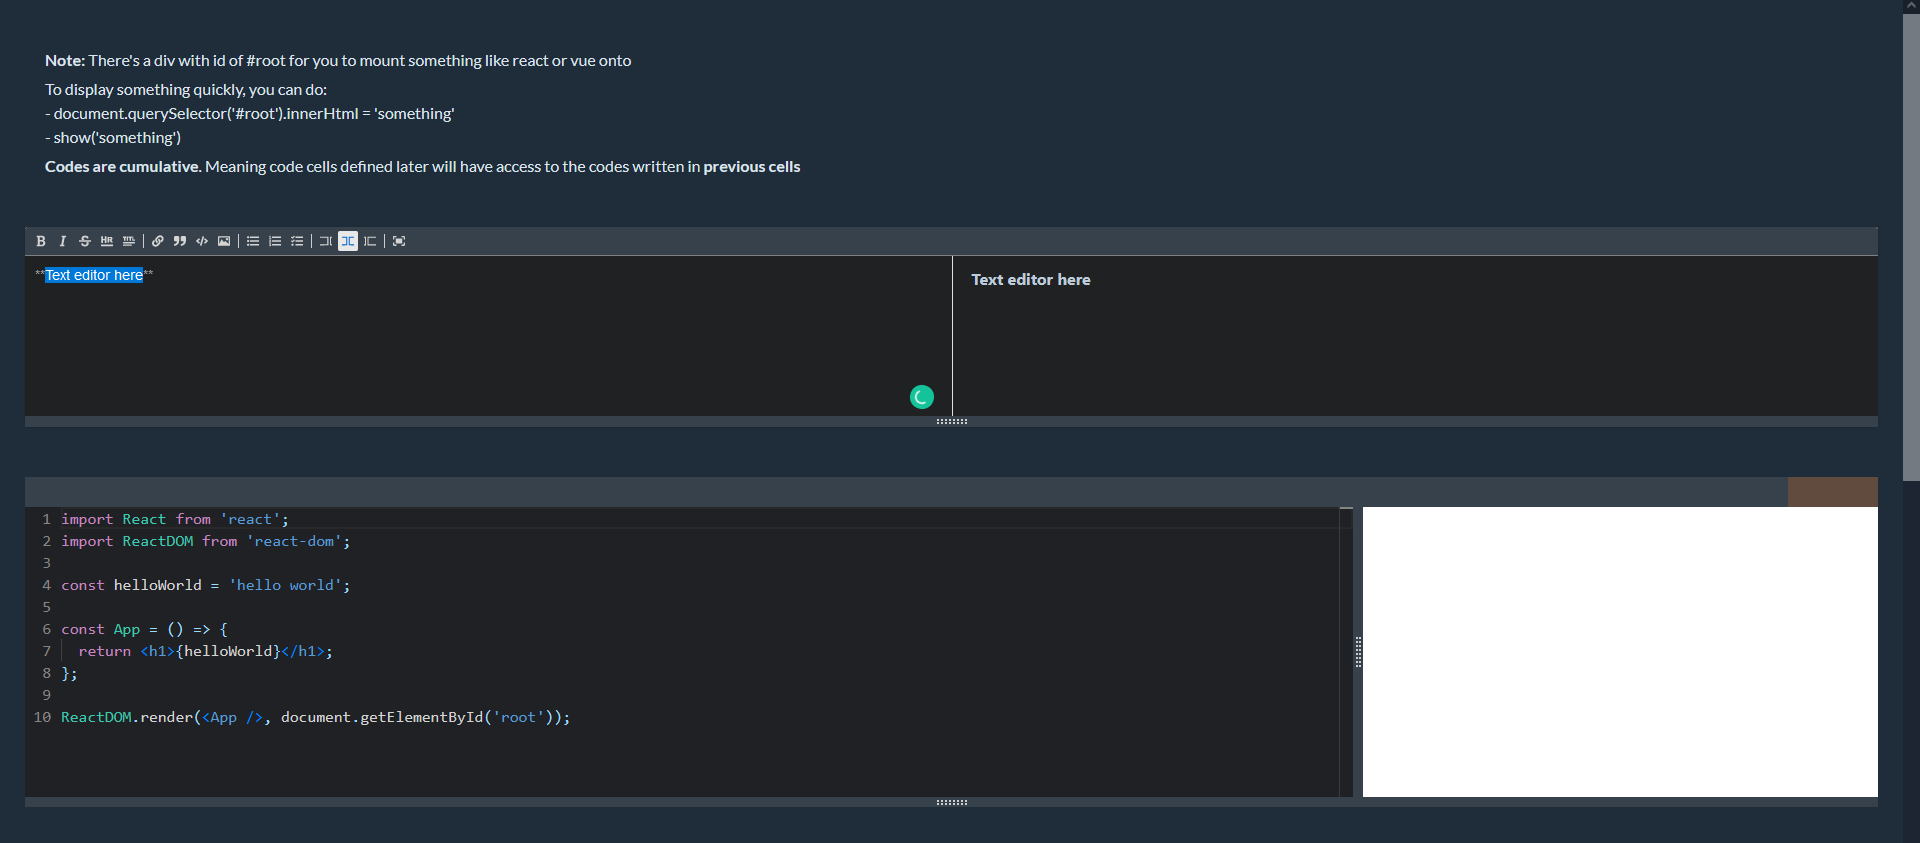 Note: There's a div with id of #root for you to mount something like react or vue onto
To display something quickly, you can do:
- document.querySelector('#root').innerHtml = 'something'
- show('something')
Codes are cumulative. Meaning code cells defined later will have access to the codes written in previous cells
B I S HR TITL
**Text editor here**
Text editor here
1 import React from 'react';
2 import ReactDOM from 'react-dom';
3
4 const helloWorld = 'hello world';
5
6 const App = () => {
7 return <h1>{helloWorld}</h1>;
8 };
9
10 ReactDOM.render(<App />, document.getElementById('root'));